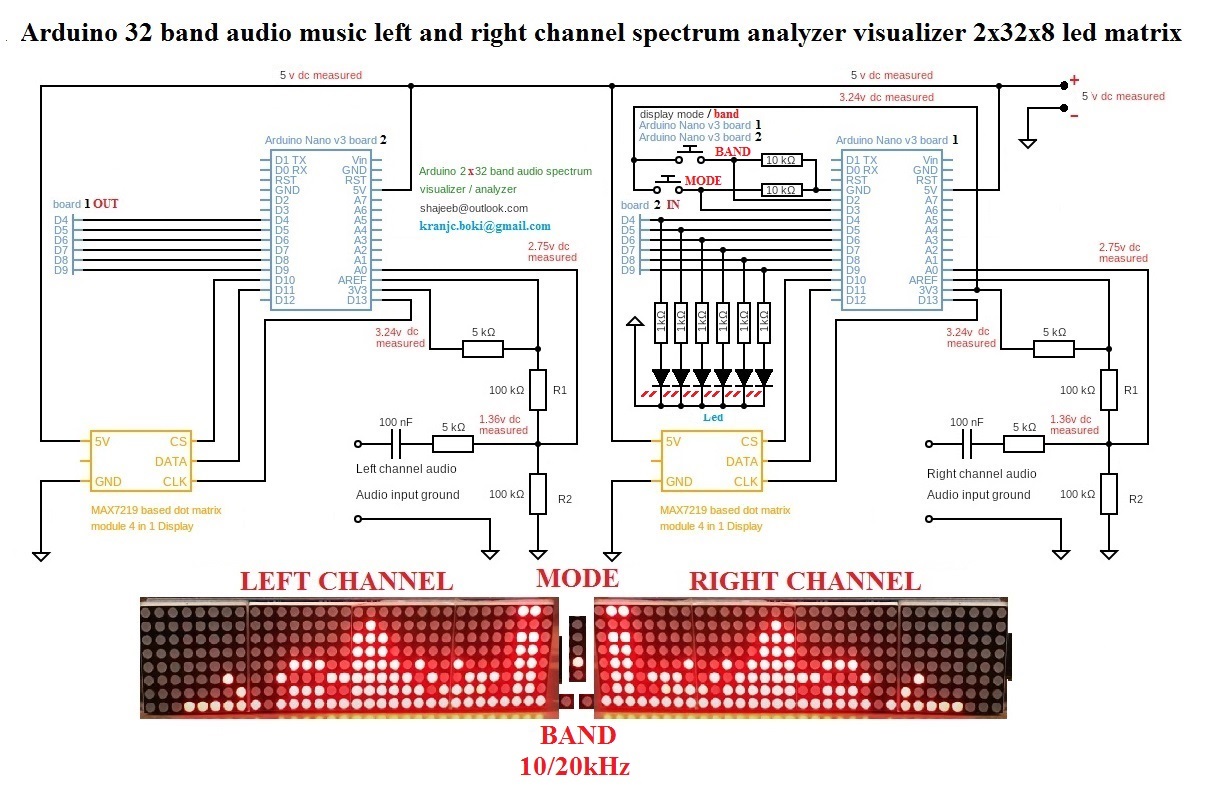 Arduino 32 band audio music left and right channel spectrum analyzer visualizer 2x32x8 led matrix
5 v dc measured
5 v dc measured
3.24v dc measured
+
5 v dc measured
-
display mode / band
Arduino Nano v3 board 1
Arduino Nano v3 board 2
Arduino Nano v3 board 2
D1 TX
D0 RX
RST
GND
D2
D3
D4
D5
D6
D7
D8
D9
D10
D11
D12
Vin
GND
RST
5V
A7
A6
A5
A4
A3
A2
A1
A0
AREF
3V3
D13
board 1 OUT
D4
D5
D6
D7
D8
D9
Arduino 2x32 band audio spectrum
visualizer / analyzer
shajeeb@outlook.com
kranjc.boki@gmail.com
2.75v dc
measured
BAND
10 kΩ
MODE
10 kΩ
board 2 IN
D4
D5
D6
D7
D8
D9
Arduino Nano v3 board 1
D1 TX
D0 RX
RST
GND
D2
D3
D4
D5
D6
D7
D8
D9
D10
D11
D12
Vin
GND
RST
5V
A7
A6
A5
A4
A3
A2
A1
A0
AREF
3V3
D13
2.75v dc
measured
1kΩ
1kΩ
1kΩ
1kΩ
1kΩ
1kΩ
Led
3.24v dc
measured
5 kΩ
100 kΩ
R1
100 nF
5 kΩ
1.36v dc
measured
Left channel audio
Audio input ground
100 kΩ
R2
5V
GND
CS
DATA
CLK
MAX7219 based dot matrix
module 4 in 1 Display
3.24v dc
measured
5 kΩ
100 kΩ
R1
100 nF
5 kΩ
1.36v dc
measured
Right channel audio
Audio input ground
100 kΩ
R2
5V
GND
CS
DATA
CLK
MAX7219 based dot matrix
module 4 in 1 Display
LEFT CHANNEL
MODE
RIGHT CHANNEL
BAND
10/20kHz